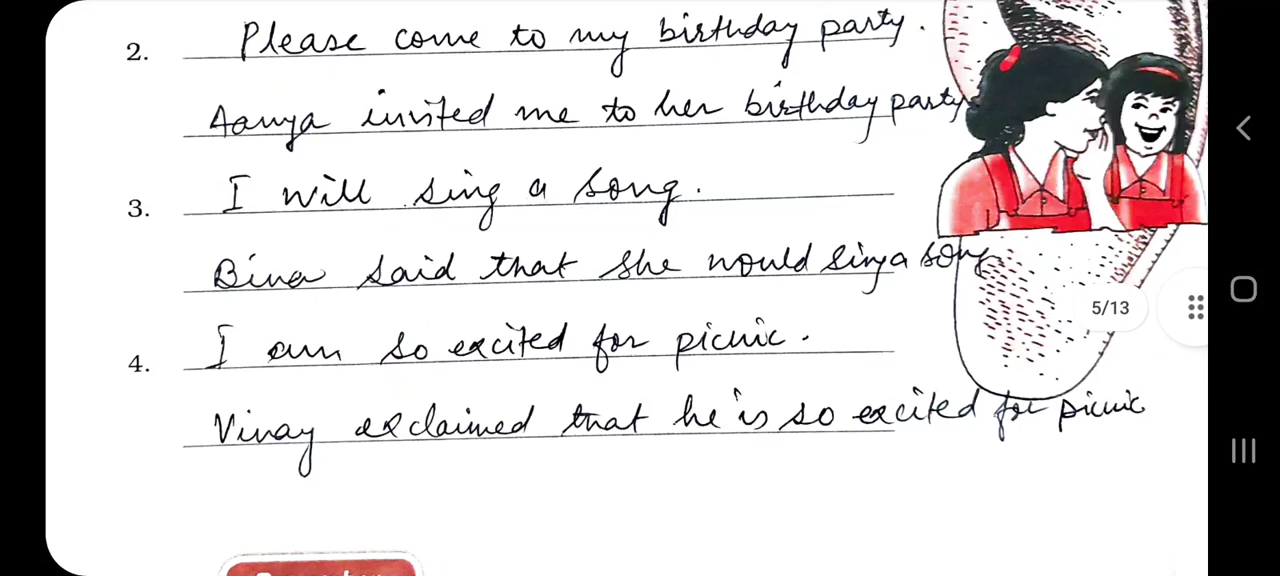 2. Please come to my birthday party.
Aanya invited me to her birthday party
3. I will sing a song.
Bina said that she would sing a song
4. I am so excited for picnic.
Vinay exclaimed that he is so excited for picnic
5/13